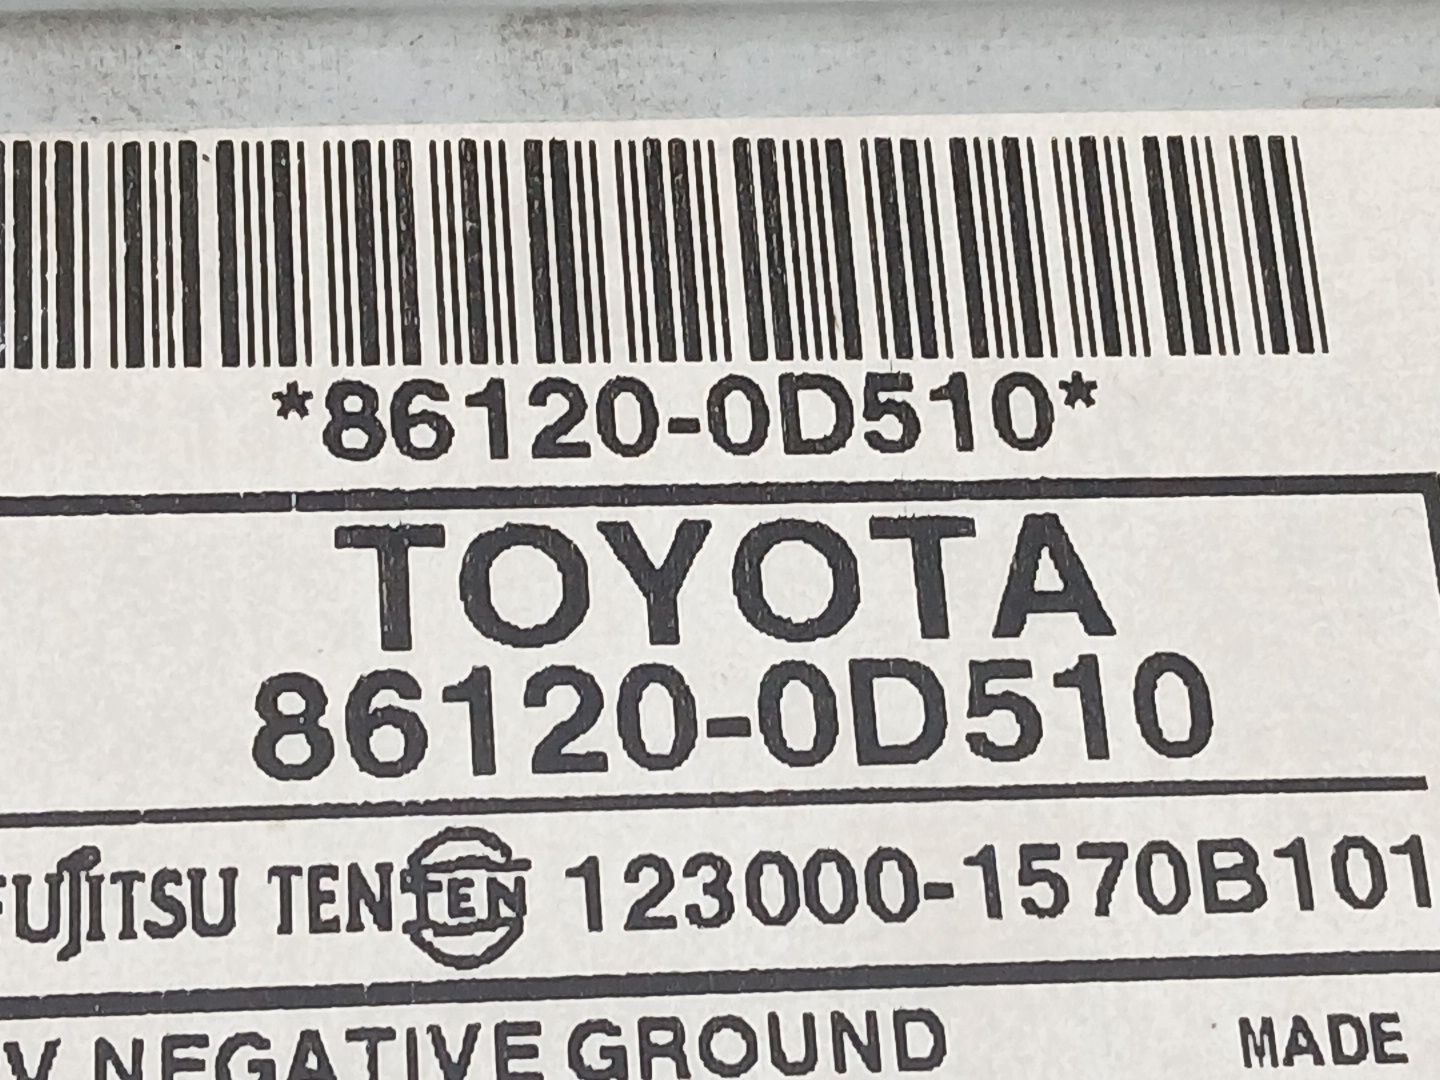 *86120-0D510*
TOYOTA
86120-0D510
FUJITSU TEN TEN 123000-1570B101
V NEGATIVE GROUND MADE